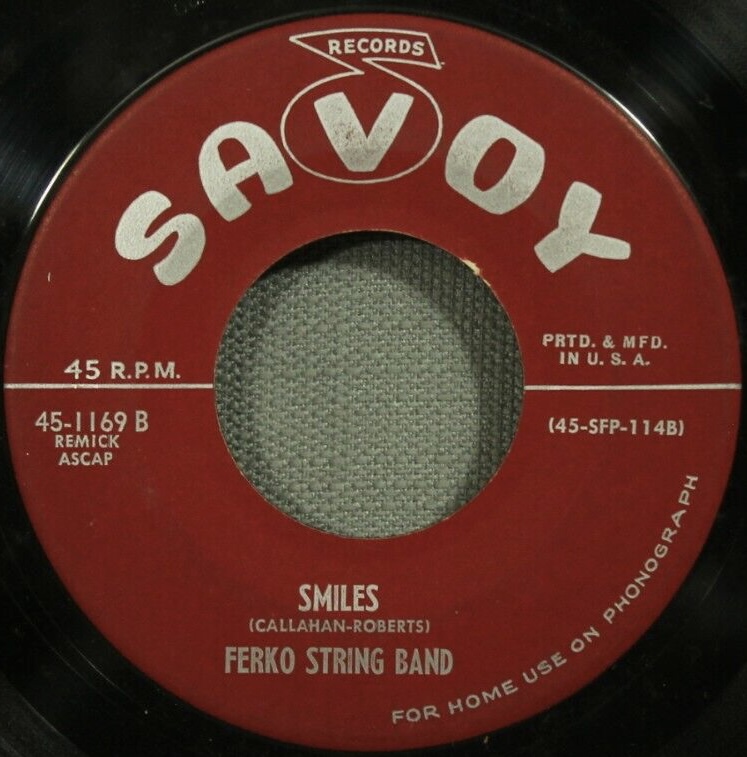 RECORDS
SAVOY
45 R.P.M.
PRTD. & MFD.
IN U. S. A.
45-1169 B
REMICK
ASCAP
(45-SFP-114B)
SMILES
(CALLAHAN-ROBERTS)
FERKO STRING BAND
FOR HOME USE ON PHONOGRAPH